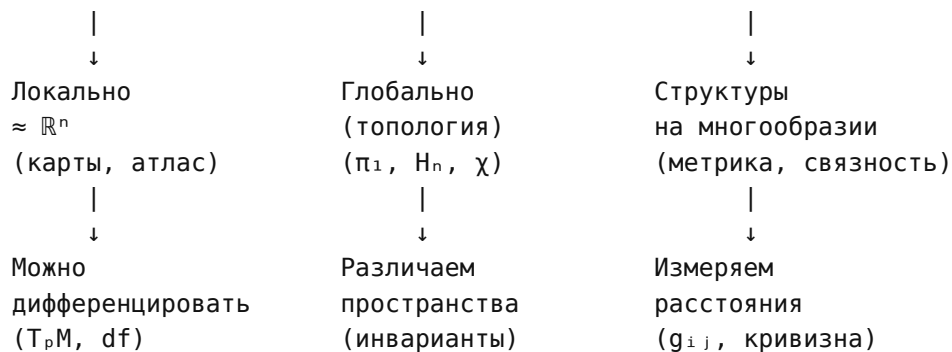 | | |
↓ ↓ ↓
Локально Глобально Структуры
≈ ℝⁿ (топология) на многообразии
(карты, атлас) (π₁, Hₙ, χ) (метрика, связность)
| | |
↓ ↓ ↓
Можно Различаем Измеряем
дифференцировать пространства расстояния
(TₚM, df) (инварианты) (gᵢⱼ, кривизна)